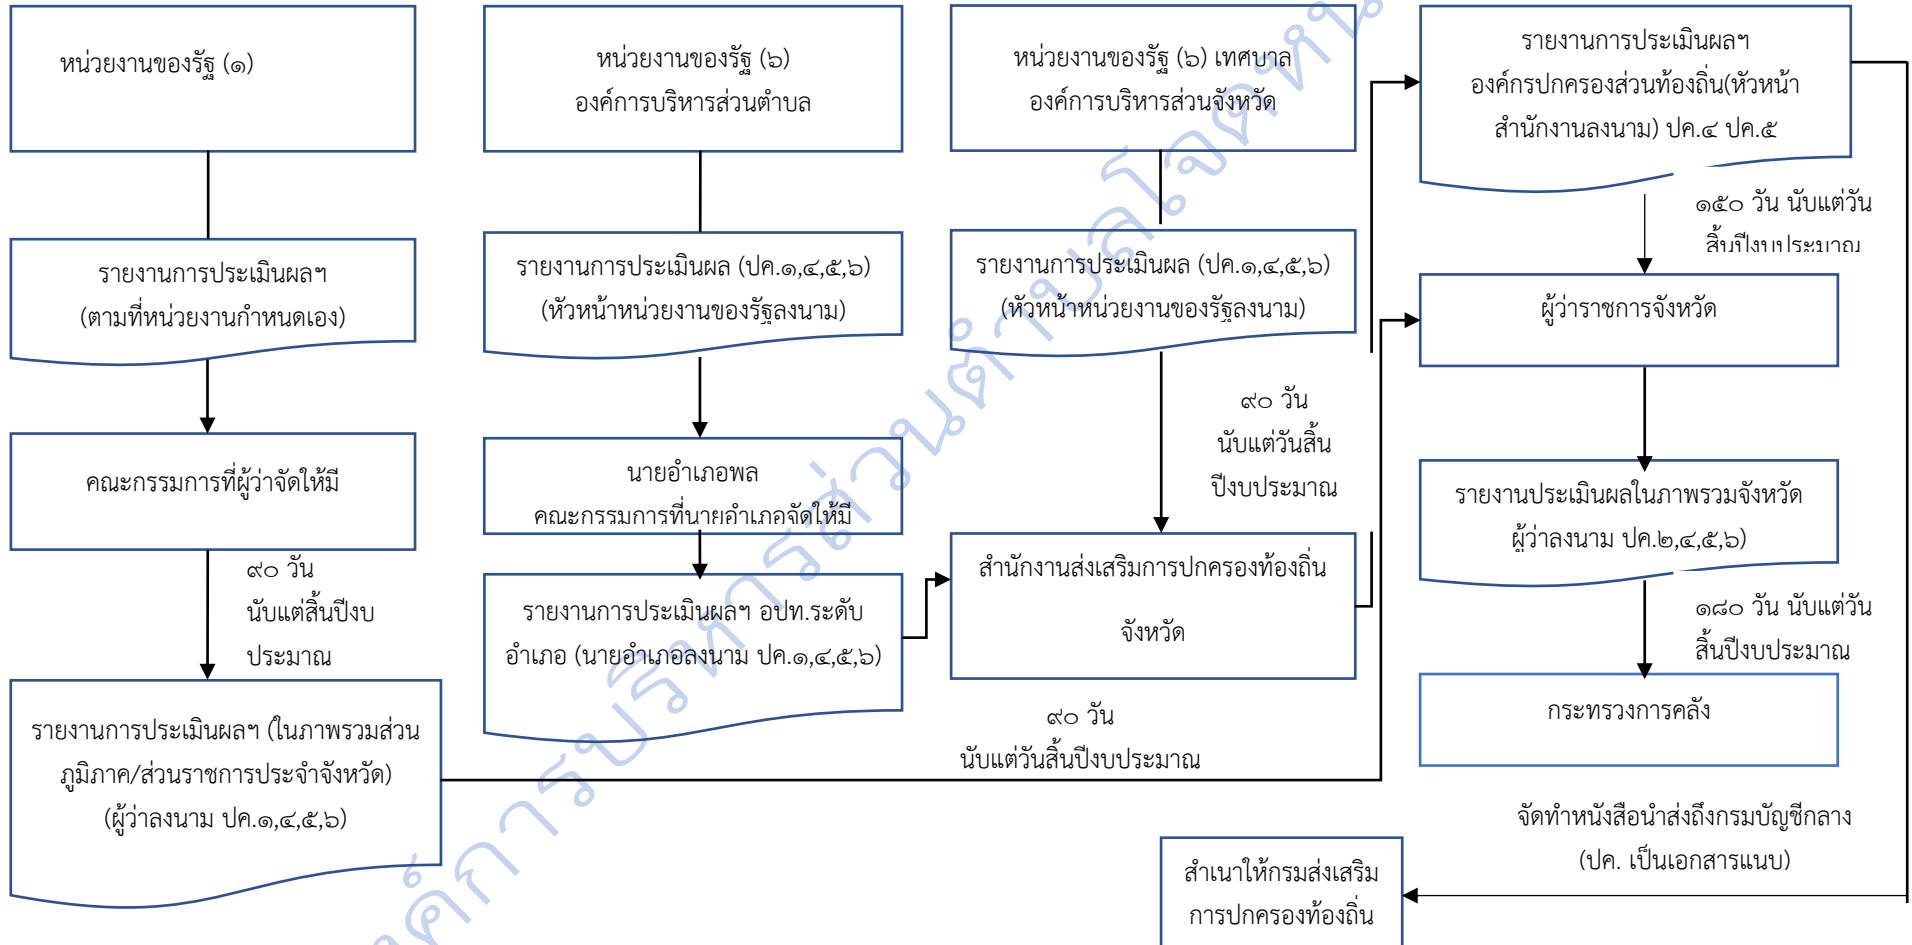 หน่วยงานของรัฐ (๑)
รายงานการประเมินผลฯ
(ตามที่หน่วยงานกำหนดเอง)
คณะกรรมการที่ผู้ว่าจัดให้มี
๙๐ วัน
นับแต่สิ้นปีงบ
ประมาณ
รายงานการประเมินผลฯ (ในภาพรวมส่วน
ภูมิภาค/ส่วนราชการประจำจังหวัด)
(ผู้ว่าลงนาม ปค.๑,๔,๕,๖)
หน่วยงานของรัฐ (๖)
องค์การบริหารส่วนตำบล
รายงานการประเมินผล (ปค.๑,๔,๕,๖)
(หัวหน้าหน่วยงานของรัฐลงนาม)
นายอำเภอพล
คณะกรรมการที่นายอำเภอจัดให้มี
รายงานการประเมินผลฯ อปท.ระดับ
อำเภอ (นายอำเภอลงนาม ปค.๑,๔,๕,๖)
หน่วยงานของรัฐ (๖) เทศบาล
องค์การบริหารส่วนจังหวัด
รายงานการประเมินผล (ปค.๑,๔,๕,๖)
(หัวหน้าหน่วยงานของรัฐลงนาม)
๙๐ วัน
นับแต่วันสิ้น
ปีงบประมาณ
สำนักงานส่งเสริมการปกครองท้องถิ่น
จังหวัด
๙๐ วัน
นับแต่วันสิ้นปีงบประมาณ
รายงานการประเมินผลฯ
องค์กรปกครองส่วนท้องถิ่น(หัวหน้า
สำนักงานลงนาม) ปค.๔ ปค.๕
๑๕๐ วัน นับแต่วัน
สิ้นปีงบประมาณ
ผู้ว่าราชการจังหวัด
รายงานประเมินผลในภาพรวมจังหวัด
ผู้ว่าลงนาม ปค.๒,๔,๕,๖)
๑๘๐ วัน นับแต่วัน
สิ้นปีงบประมาณ
กระทรวงการคลัง
จัดทำหนังสือนำส่งถึงกรมบัญชีกลาง
(ปค. เป็นเอกสารแนบ)
สำเนาให้กรมส่งเสริม
การปกครองท้องถิ่น
องค์การบริหารส่วนตำบลโจดหน